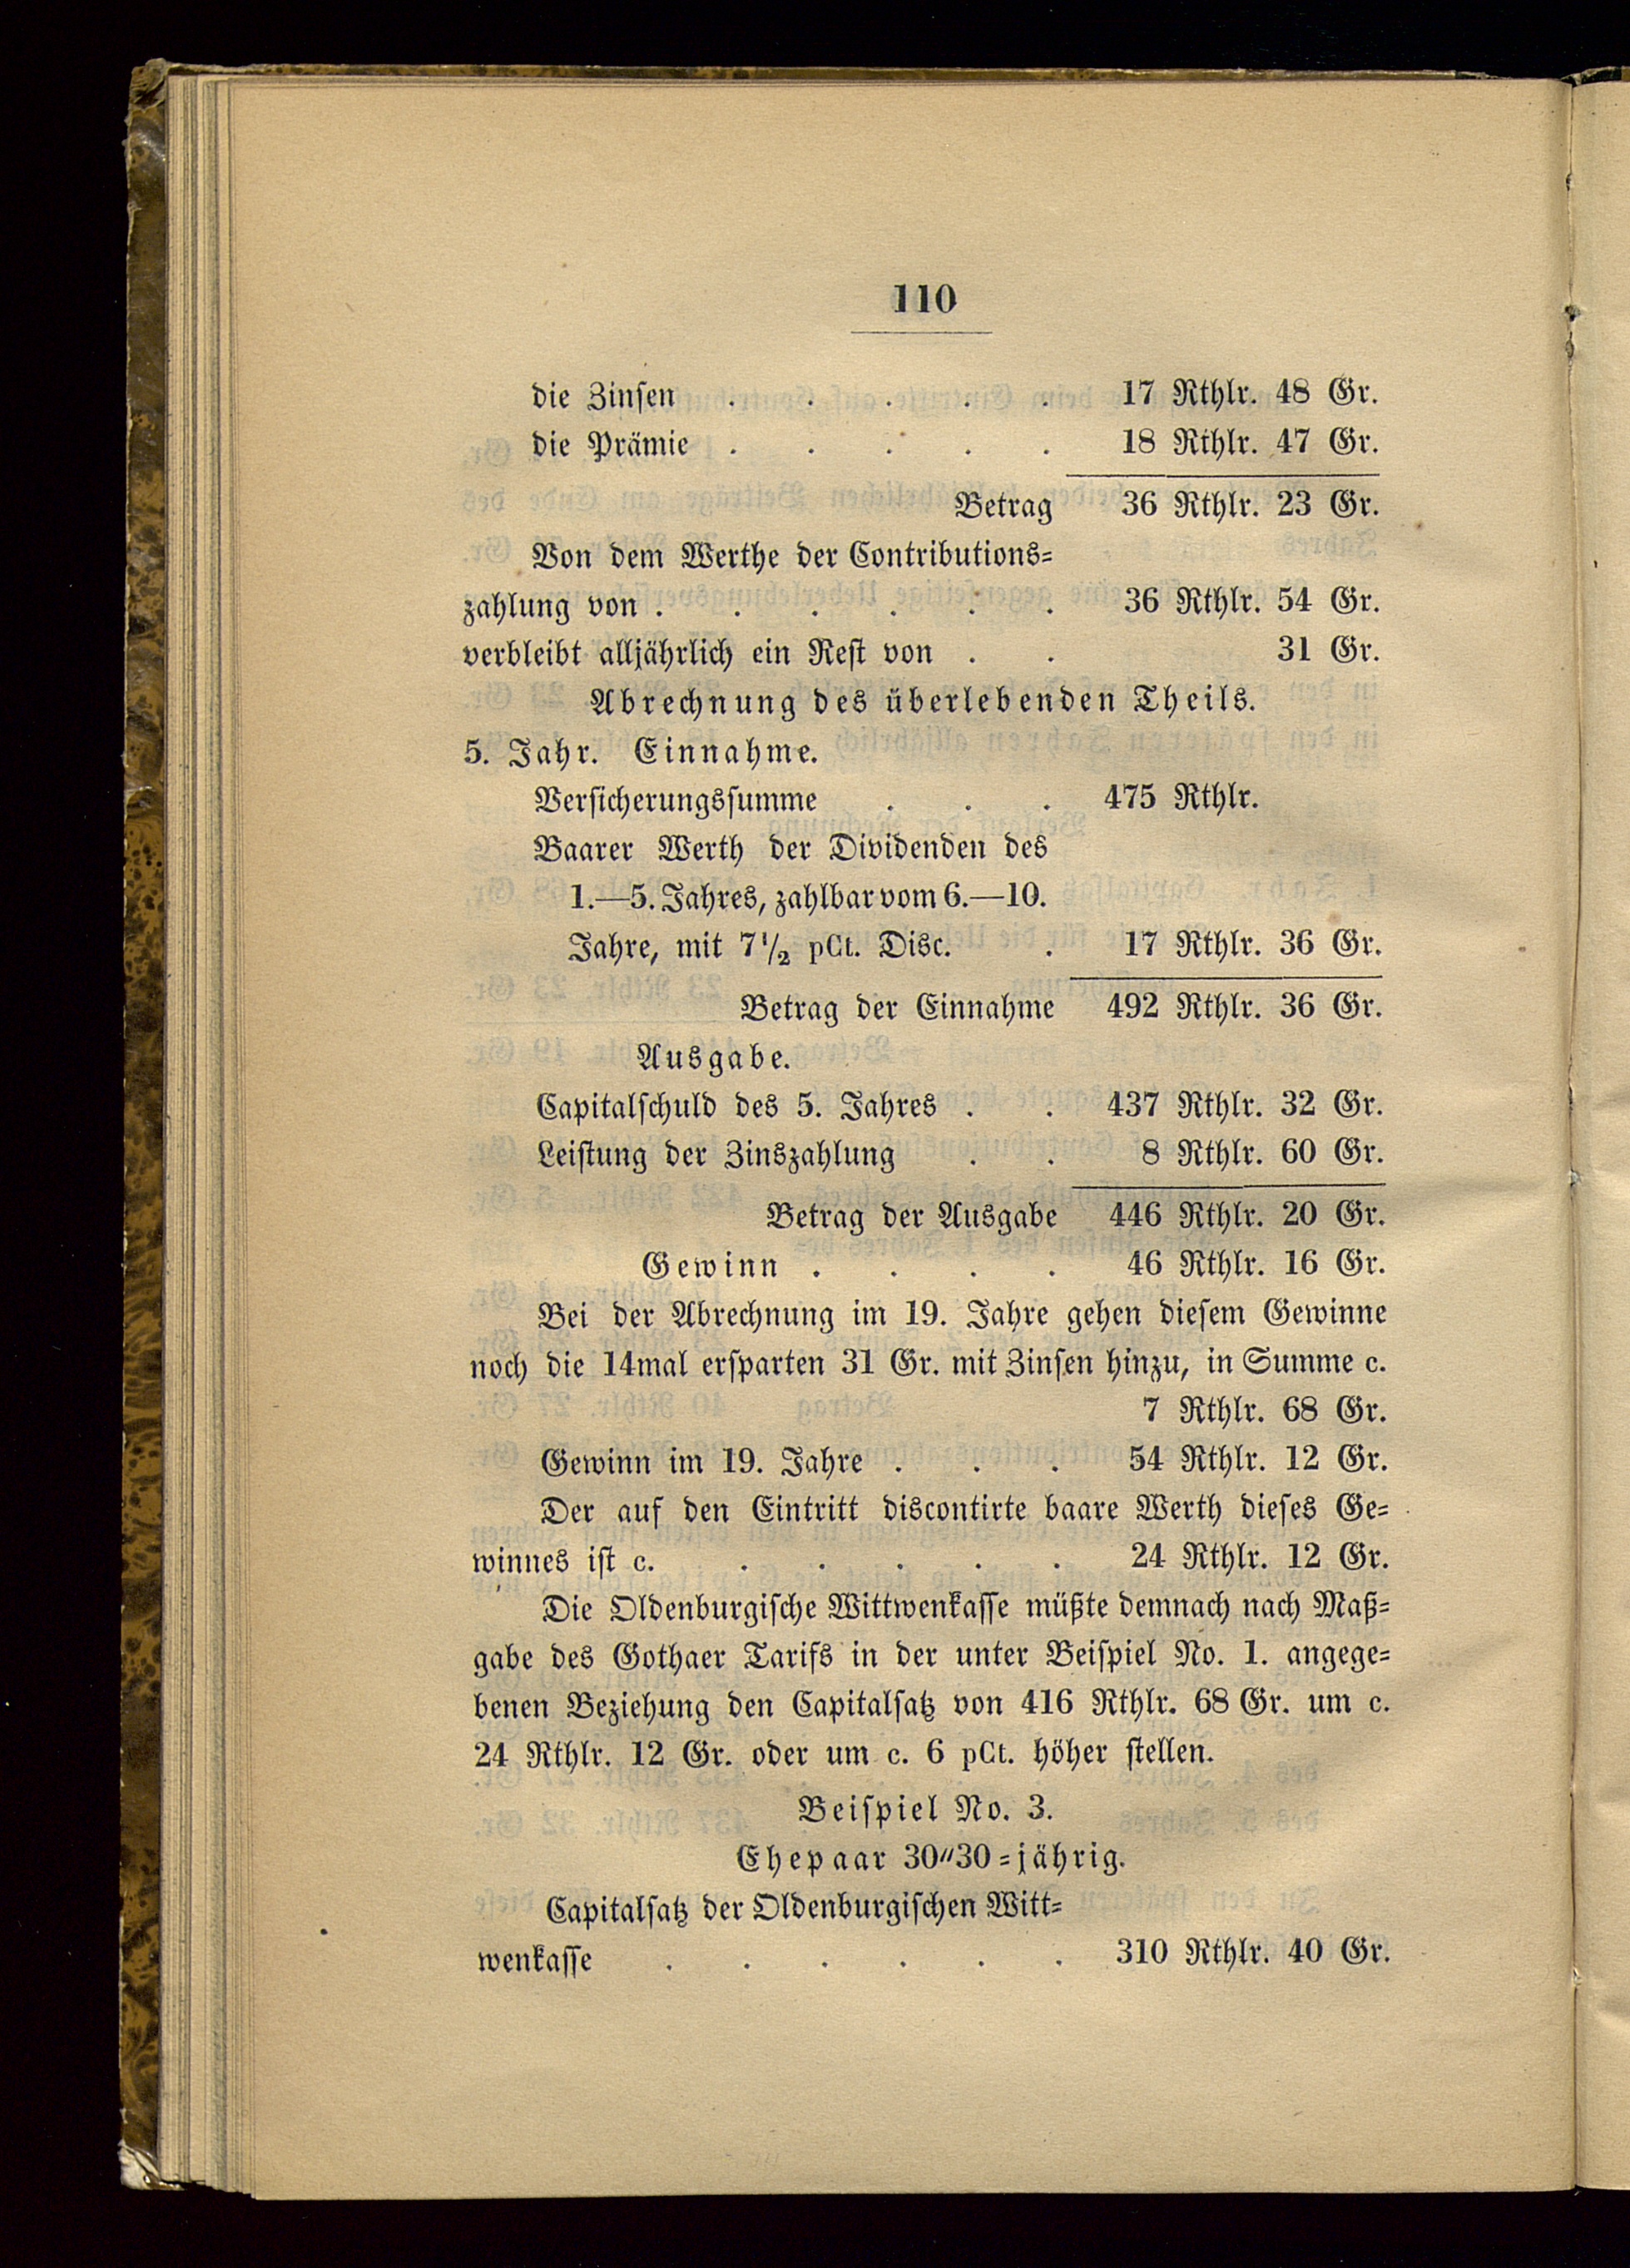 110
die Zinsen . . . . . 17 Rthlr. 48 Gr.
die Prämie . . . . . 18 Rthlr. 47 Gr.
Betrag 36 Rthlr. 23 Gr.
Von dem Werthe der Contributions=
zahlung von . . . . . . 36 Rthlr. 54 Gr.
verbleibt alljährlich ein Rest von . . 31 Gr.
Abrechnung des überlebenden Theils.
5. Jahr. Einnahme.
Versicherungssumme . . . 475 Rthlr.
Baarer Werth der Dividenden des
1.—5. Jahres, zahlbar vom 6.—10.
Jahre, mit 7 1/2 pCt. Disc. . 17 Rthlr. 36 Gr.
Betrag der Einnahme 492 Rthlr. 36 Gr.
Ausgabe.
Capitalschuld des 5. Jahres . . 437 Rthlr. 32 Gr.
Leistung der Zinszahlung . . 8 Rthlr. 60 Gr.
Betrag der Ausgabe 446 Rthlr. 20 Gr.
Gewinn . . . . 46 Rthlr. 16 Gr.
Bei der Abrechnung im 19. Jahre gehen diesem Gewinne
noch die 14mal ersparten 31 Gr. mit Zinsen hinzu, in Summe c.
7 Rthlr. 68 Gr.
Gewinn im 19. Jahre . . . 54 Rthlr. 12 Gr.
Der auf den Eintritt discontirte baare Werth dieses Ge=
winnes ist c. . . . . . 24 Rthlr. 12 Gr.
Die Oldenburgische Wittwenkasse müßte demnach nach Maß=
gabe des Gothaer Tarifs in der unter Beispiel No. 1. angege=
benen Beziehung den Capitalsatz von 416 Rthlr. 68 Gr. um c.
24 Rthlr. 12 Gr. oder um c. 6 pCt. höher stellen.
Beispiel No. 3.
Ehepaar 30"30=jährig.
Capitalsatz der Oldenburgischen Witt=
wenkasse . . . . . . 310 Rthlr. 40 Gr.